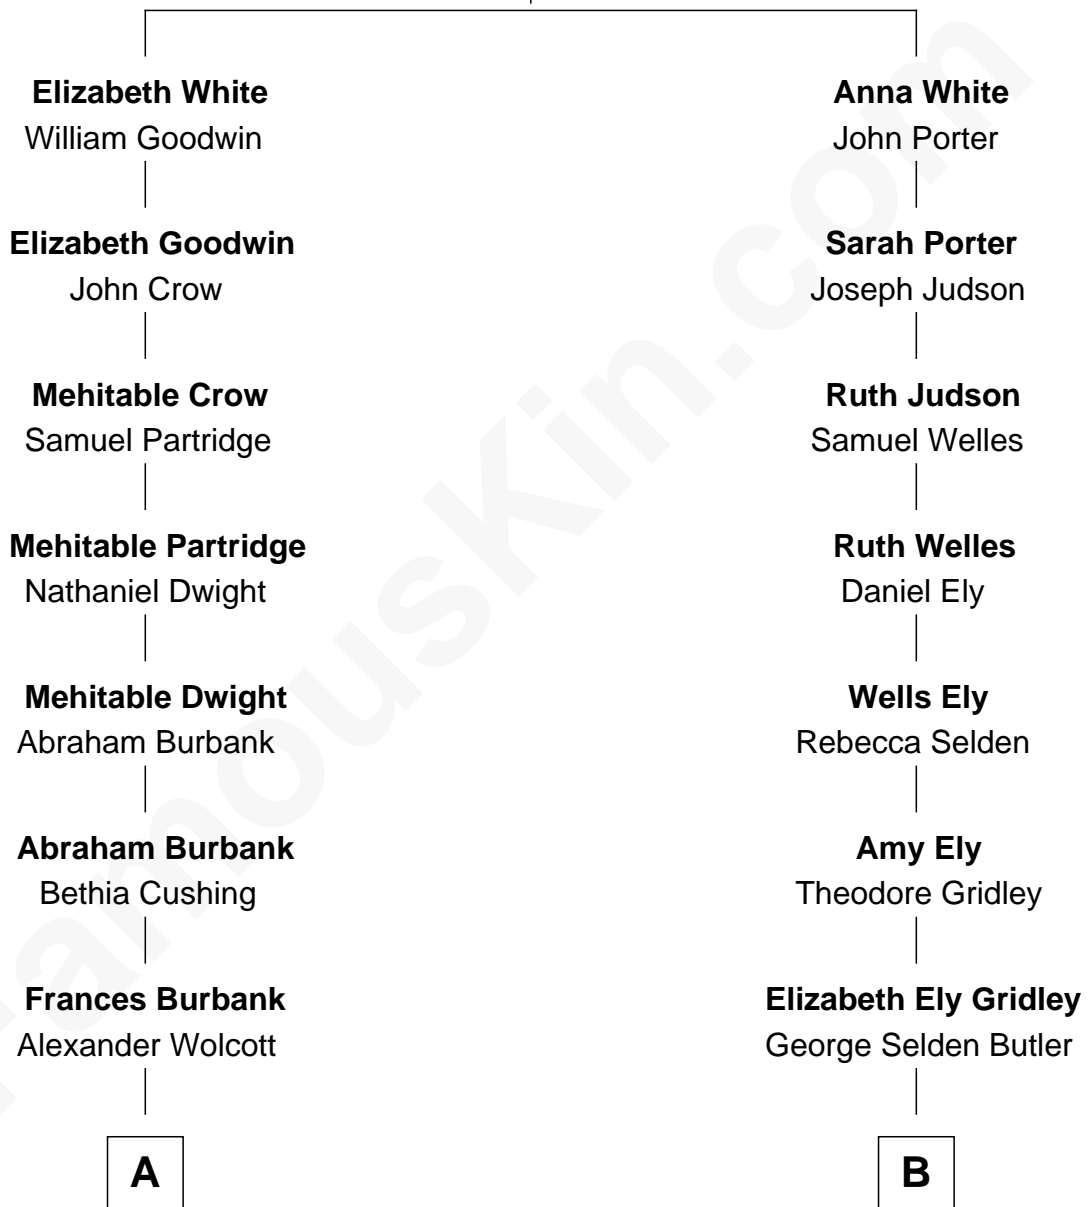 Elizabeth White
William Goodwin
Elizabeth Goodwin
John Crow
Mehitable Crow
Samuel Partridge
Mehitable Partridge
Nathaniel Dwight
Mehitable Dwight
Abraham Burbank
Abraham Burbank
Bethia Cushing
Frances Burbank
Alexander Wolcott
A
Anna White
John Porter
Sarah Porter
Joseph Judson
Ruth Judson
Samuel Welles
Ruth Welles
Daniel Ely
Wells Ely
Rebecca Selden
Amy Ely
Theodore Gridley
Elizabeth Ely Gridley
George Selden Butler
B
FamousKin.com